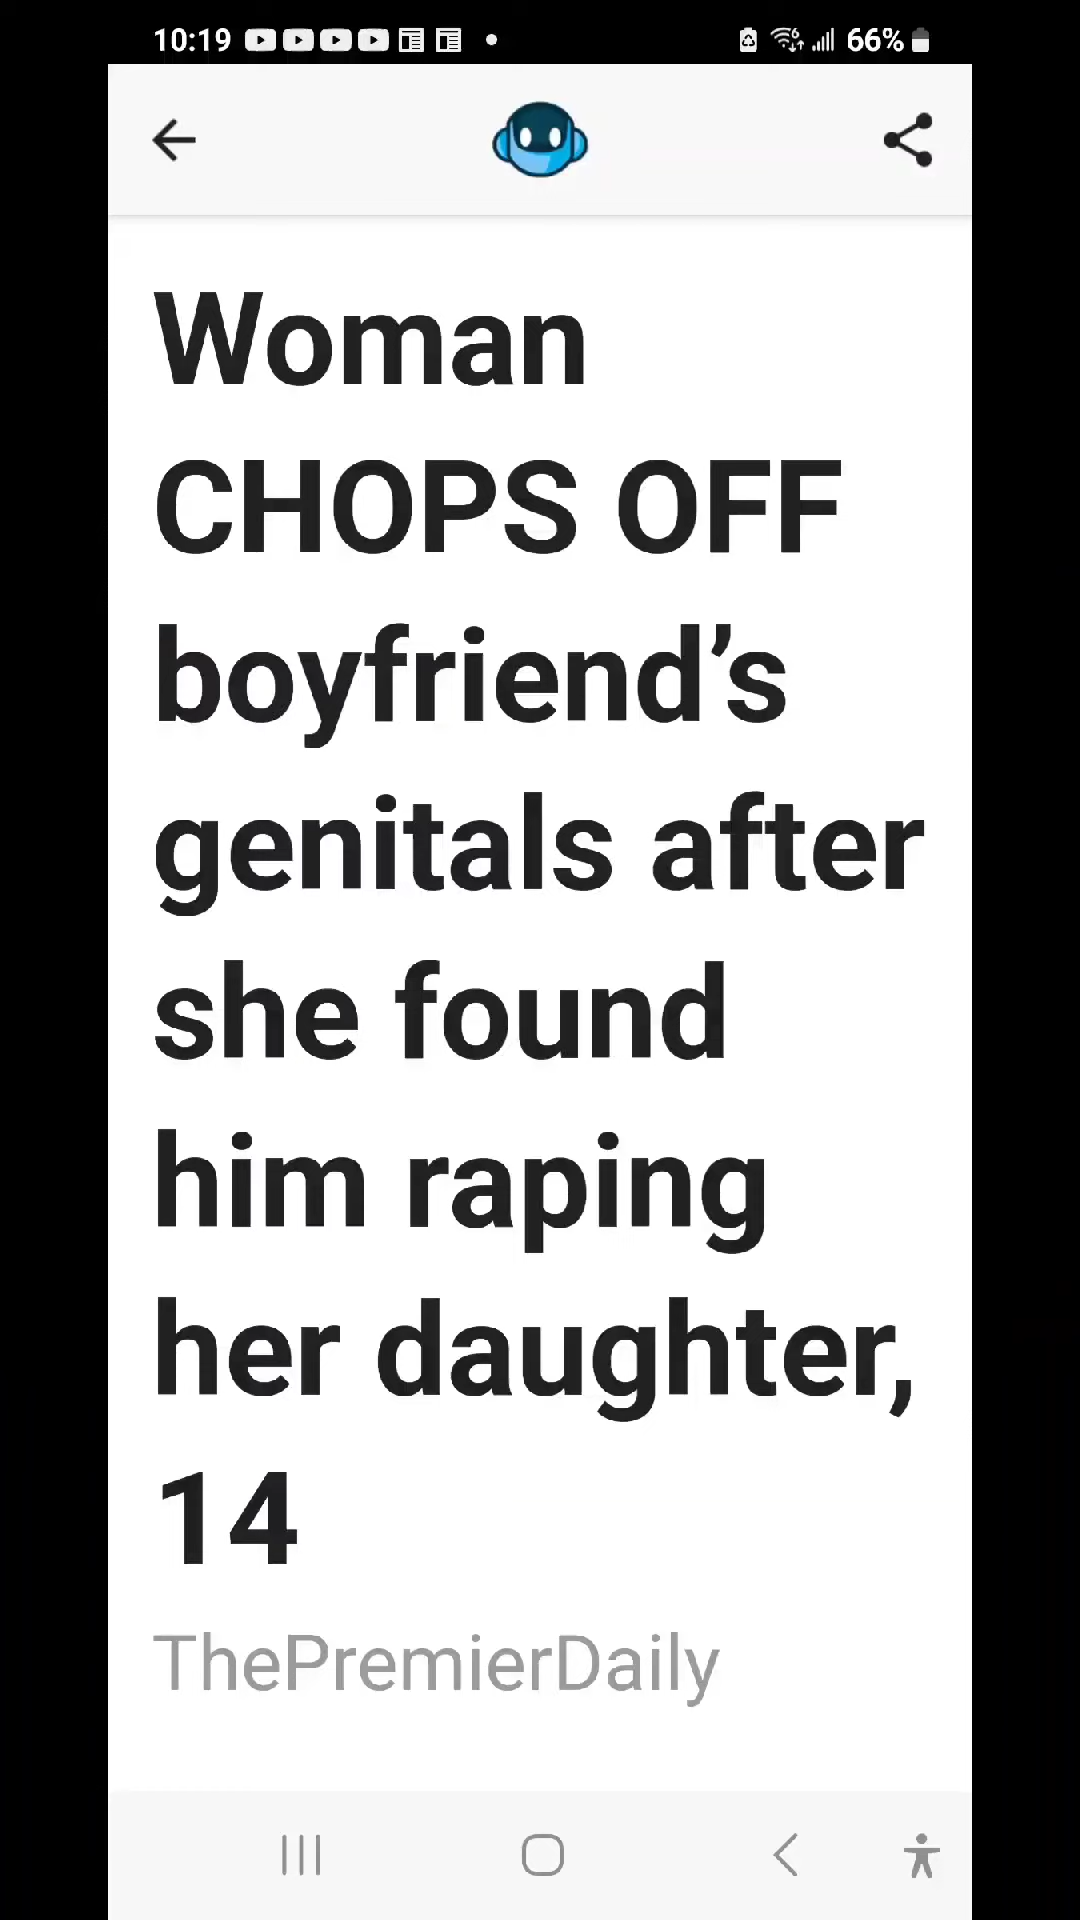 10:19 66%
Woman
CHOPS OFF
boyfriend’s
genitals after
she found
him raping
her daughter,
14
ThePremierDaily